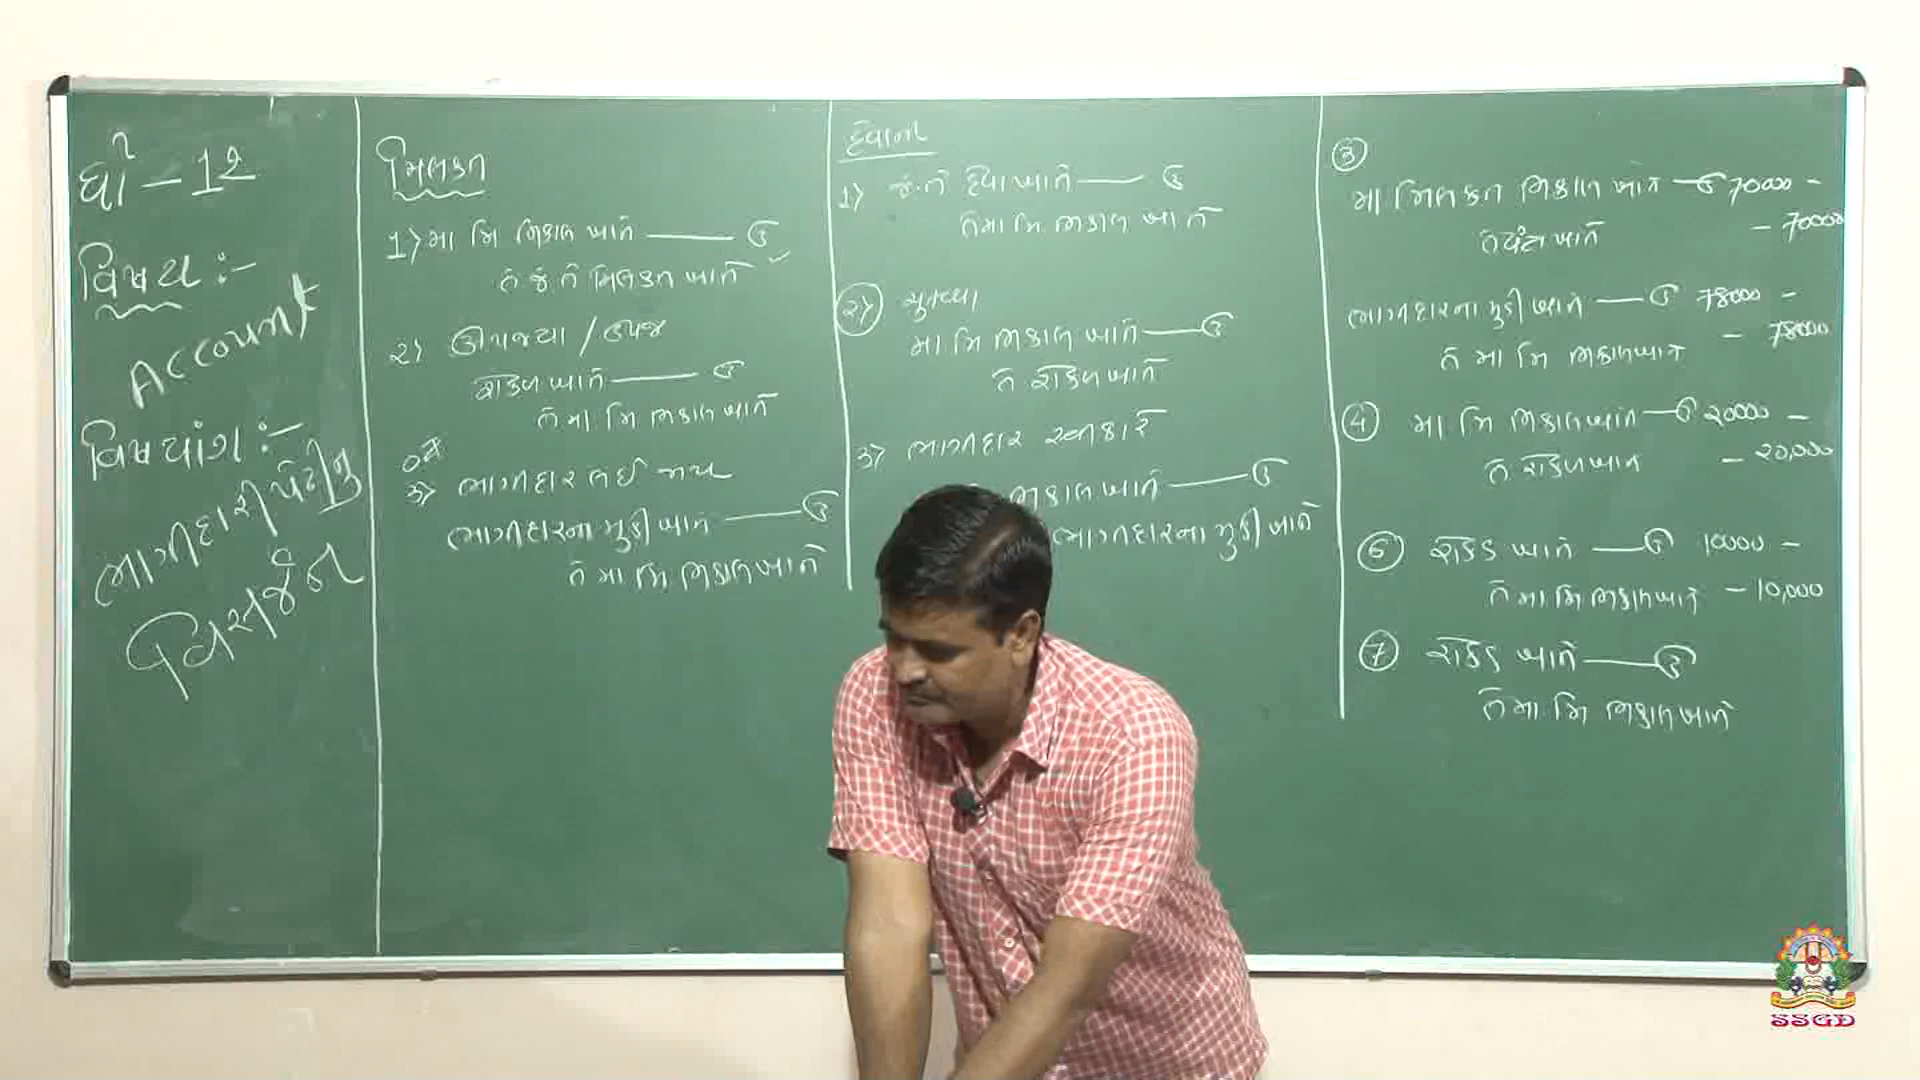 ધો - 12
વિષય :-
Account
વિષયાંગ :-
ભાગીદારી પેઢીનુ
વિસર્જન
મિલકત
1) મા મિ નિકાલ ખાતે ——— ઉ
તે જે તે મિલકત ખાતે
2) ઊપજ્યા / ઉપજ
રોકડ ખાતે ——— ઉ
તે મા મિ નિકાલ ખાતે
3) ભાગીદાર લઈ જાય
ભાગીદારના મુડી ખાતે ——— ઉ
તે મા મિ નિકાલ ખાતે
દેવાના
1) જે તે દેવા ખાતે ——— ઉ
તે મા મિ નિકાલ ખાતે
2) ચુકવ્યા
મા મિ નિકાલ ખાતે ——— ઉ
તે રોકડ ખાતે
3) ભાગીદાર સ્વીકારે
નિકાલ ખાતે ——— ઉ
ભાગીદારના મુડી ખાતે
3
મા મિલકત નિકાલ ખાતે — ઉ 70000 -
તે યંત્ર ખાતે - 70000
ભાગીદારના મુડી ખાતે — ઉ 78000 -
તે મા મિ નિકાલ ખાતે - 78000
4 મા મિ નિકાલ ખાતે — ઉ 20000 -
તે રોકડ ખાતે - 20,000
6 રોકડ ખાતે — ઉ 10000 -
તે મા મિ નિકાલ ખાતે - 10,000
7 રોકડ ખાતે ——— ઉ
તે મા. મિ નિકાલ ખાતે
SSGD